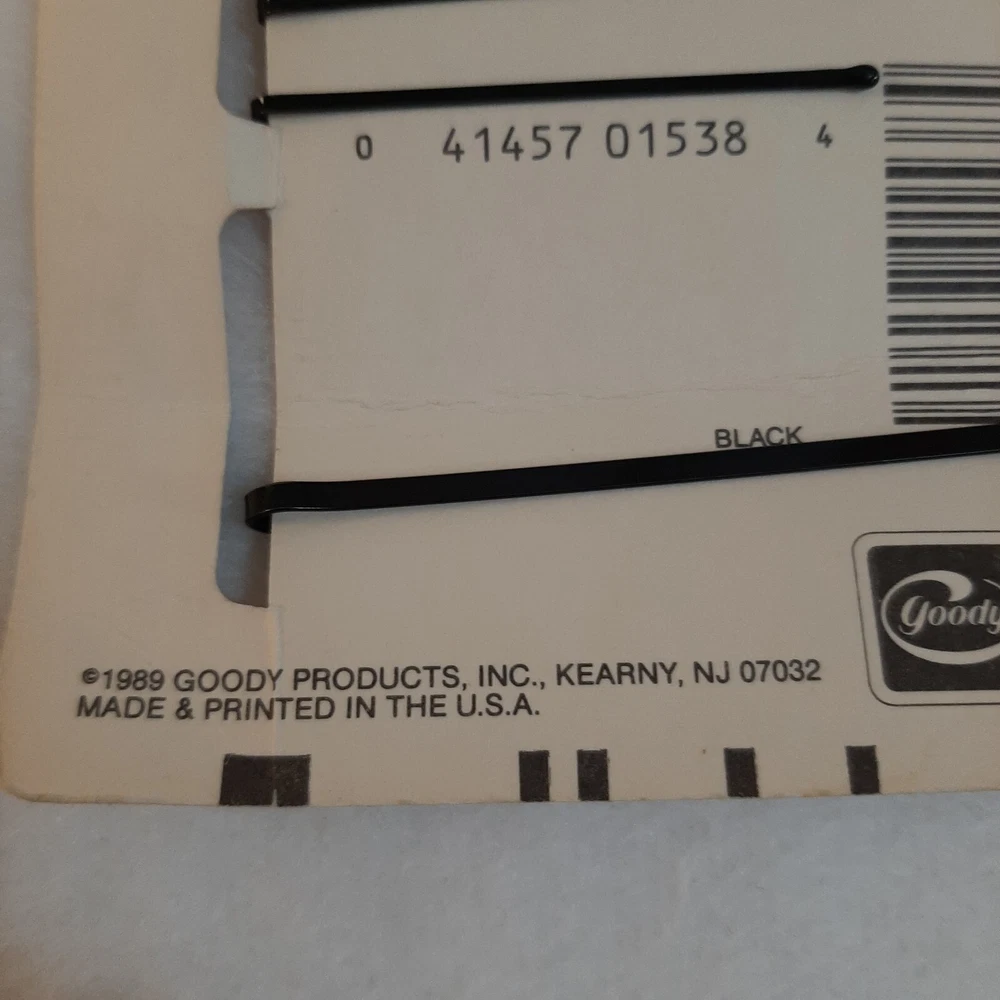 0 41457 01538 4
BLACK
Goody
©1989 GOODY PRODUCTS, INC., KEARNY, NJ 07032
MADE & PRINTED IN THE U.S.A.